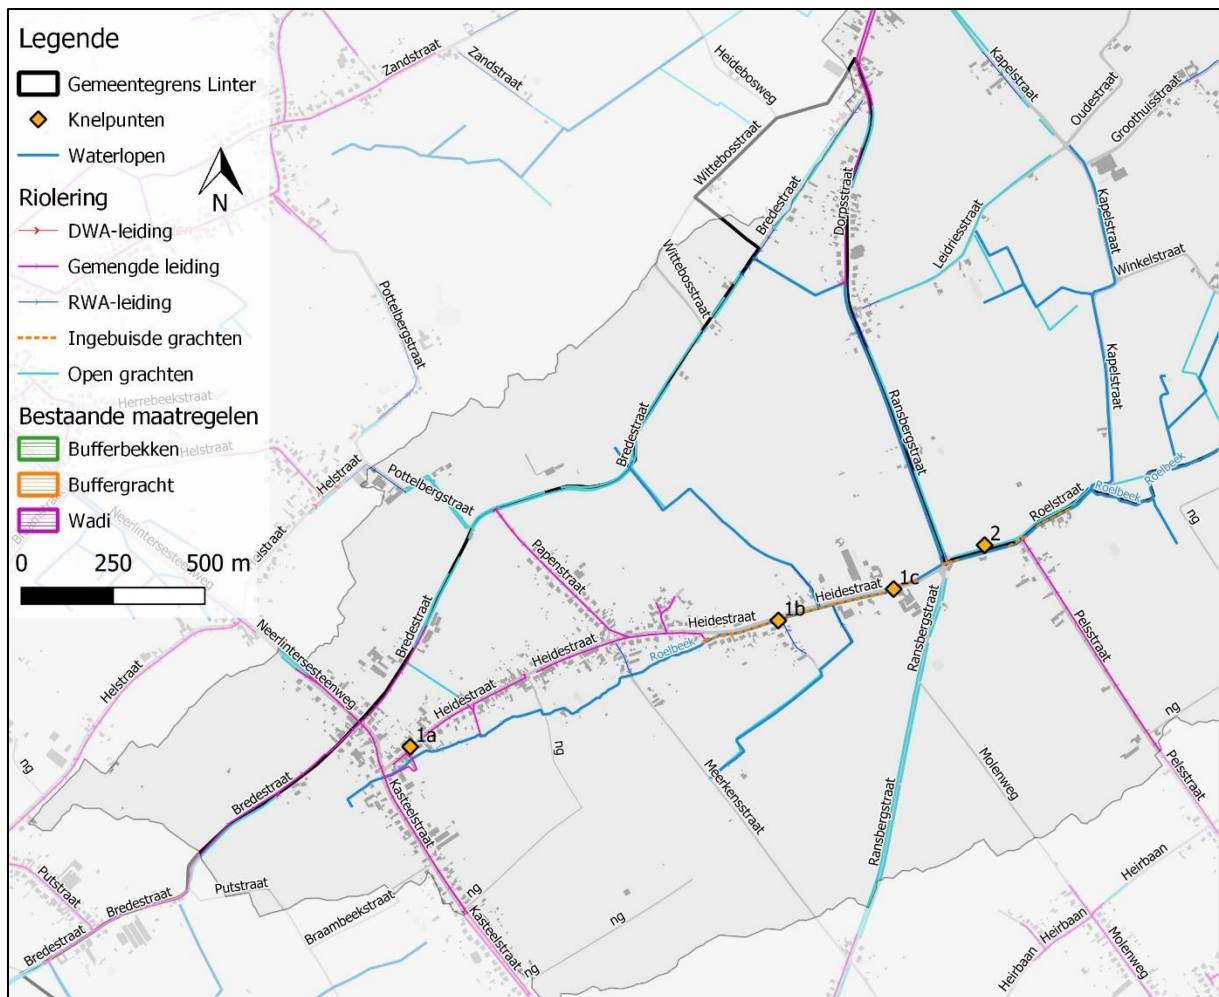 Legende
Gemeentegrens Linter
Knelpunten
Waterlopen
Riolering
DWA-leiding
Gemengde leiding
RWA-leiding
Ingebuisde grachten
Open grachten
Bestaande maatregelen
Bufferbekken
Buffergracht
Wadi
0 250 500 m
N
Zandstraat
Zandstraat
Heidebosweg
Wittebosstraat
Kapelstraat
Oudestraat
Groothuisstraat
Bredestraat
Dorpsstraat
Wittebosstraat
Leidriesstraat
Kapelstraat
Winkelstraat
Pottelbergstraat
Herrebeekstraat
Helstraat
Helstraat
Pottelbergstraat
Bredestraat
Ransbergstraat
Kapelstraat
Roelbeek
Roelbeek
Roelstraat
ng
Neerlintersesteenweg
Papenstraat
2
1c
Heidestraat
1b
Heidestraat
Bredestraat
Heidestraat
Roelbeek
Ransbergstraat
Pelsstraat
Neerlintersesteenweg
Helstraat
Heidestraat
1a
ng
ng
ng
Molenweg
Pelsstraat
Bredestraat
Kasteelstraat
Meerkensstraat
Ransbergstraat
Putstraat
Putstraat
Bredestraat
Braambeekstraat
ng
ng
Kasteelstraat
Heirbaan
Heirbaan
Heirbaan
Molenweg
Bredestraat
ng